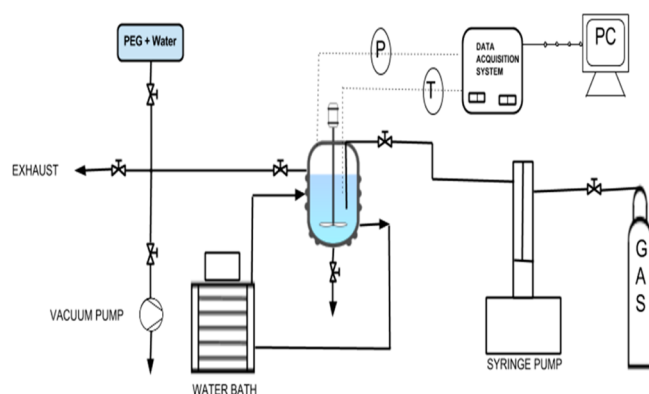 PEG + Water
P
T
DATA
ACQUISITION
SYSTEM
PC
EXHAUST
VACUUM PUMP
WATER BATH
SYRINGE PUMP
G
A
S